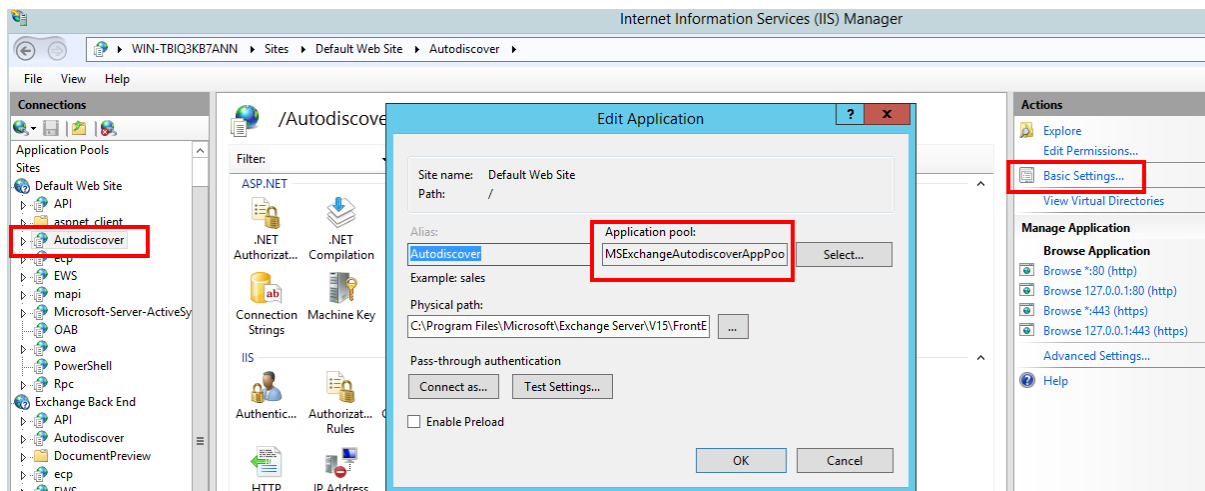 Internet Information Services (IIS) Manager
WIN-TBIQ3KB7ANN Sites Default Web Site Autodiscover
File View Help
Connections
Application Pools
Sites
Default Web Site
API
aspnet_client
Autodiscover
ecp
EWS
mapi
Microsoft-Server-ActiveSy
OAB
owa
PowerShell
Rpc
Exchange Back End
API
Autodiscover
DocumentPreview
ecp
EWS
/Autodiscove
Filter:
ASP.NET
.NET Authorizat...
.NET Compilation
Connection Strings
Machine Key
IIS
Authentic...
Authorizat... Rules
HTTP
IP Address
Edit Application
?
x
Site name: Default Web Site
Path: /
Alias:
Application pool:
Autodiscover
MSExchangeAutodiscoverAppPoo
Select...
Example: sales
Physical path:
C:\Program Files\Microsoft\Exchange Server\V15\FrontE
...
Pass-through authentication
Connect as...
Test Settings...
Enable Preload
OK
Cancel
Actions
Explore
Edit Permissions...
Basic Settings...
View Virtual Directories
Manage Application
Browse Application
Browse *:80 (http)
Browse 127.0.0.1:80 (http)
Browse *:443 (https)
Browse 127.0.0.1:443 (https)
Advanced Settings...
Help